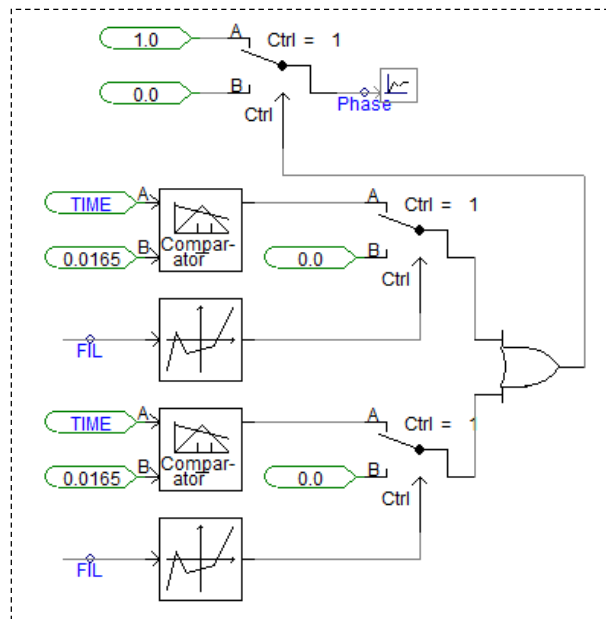 1.0 A Ctrl = 1
0.0 B
Ctrl Phase
TIME A A Ctrl = 1
0.0165 B Compar-ator 0.0 B
Ctrl
FIL
TIME A A Ctrl = 1
0.0165 B Compar-ator 0.0 B
Ctrl
FIL